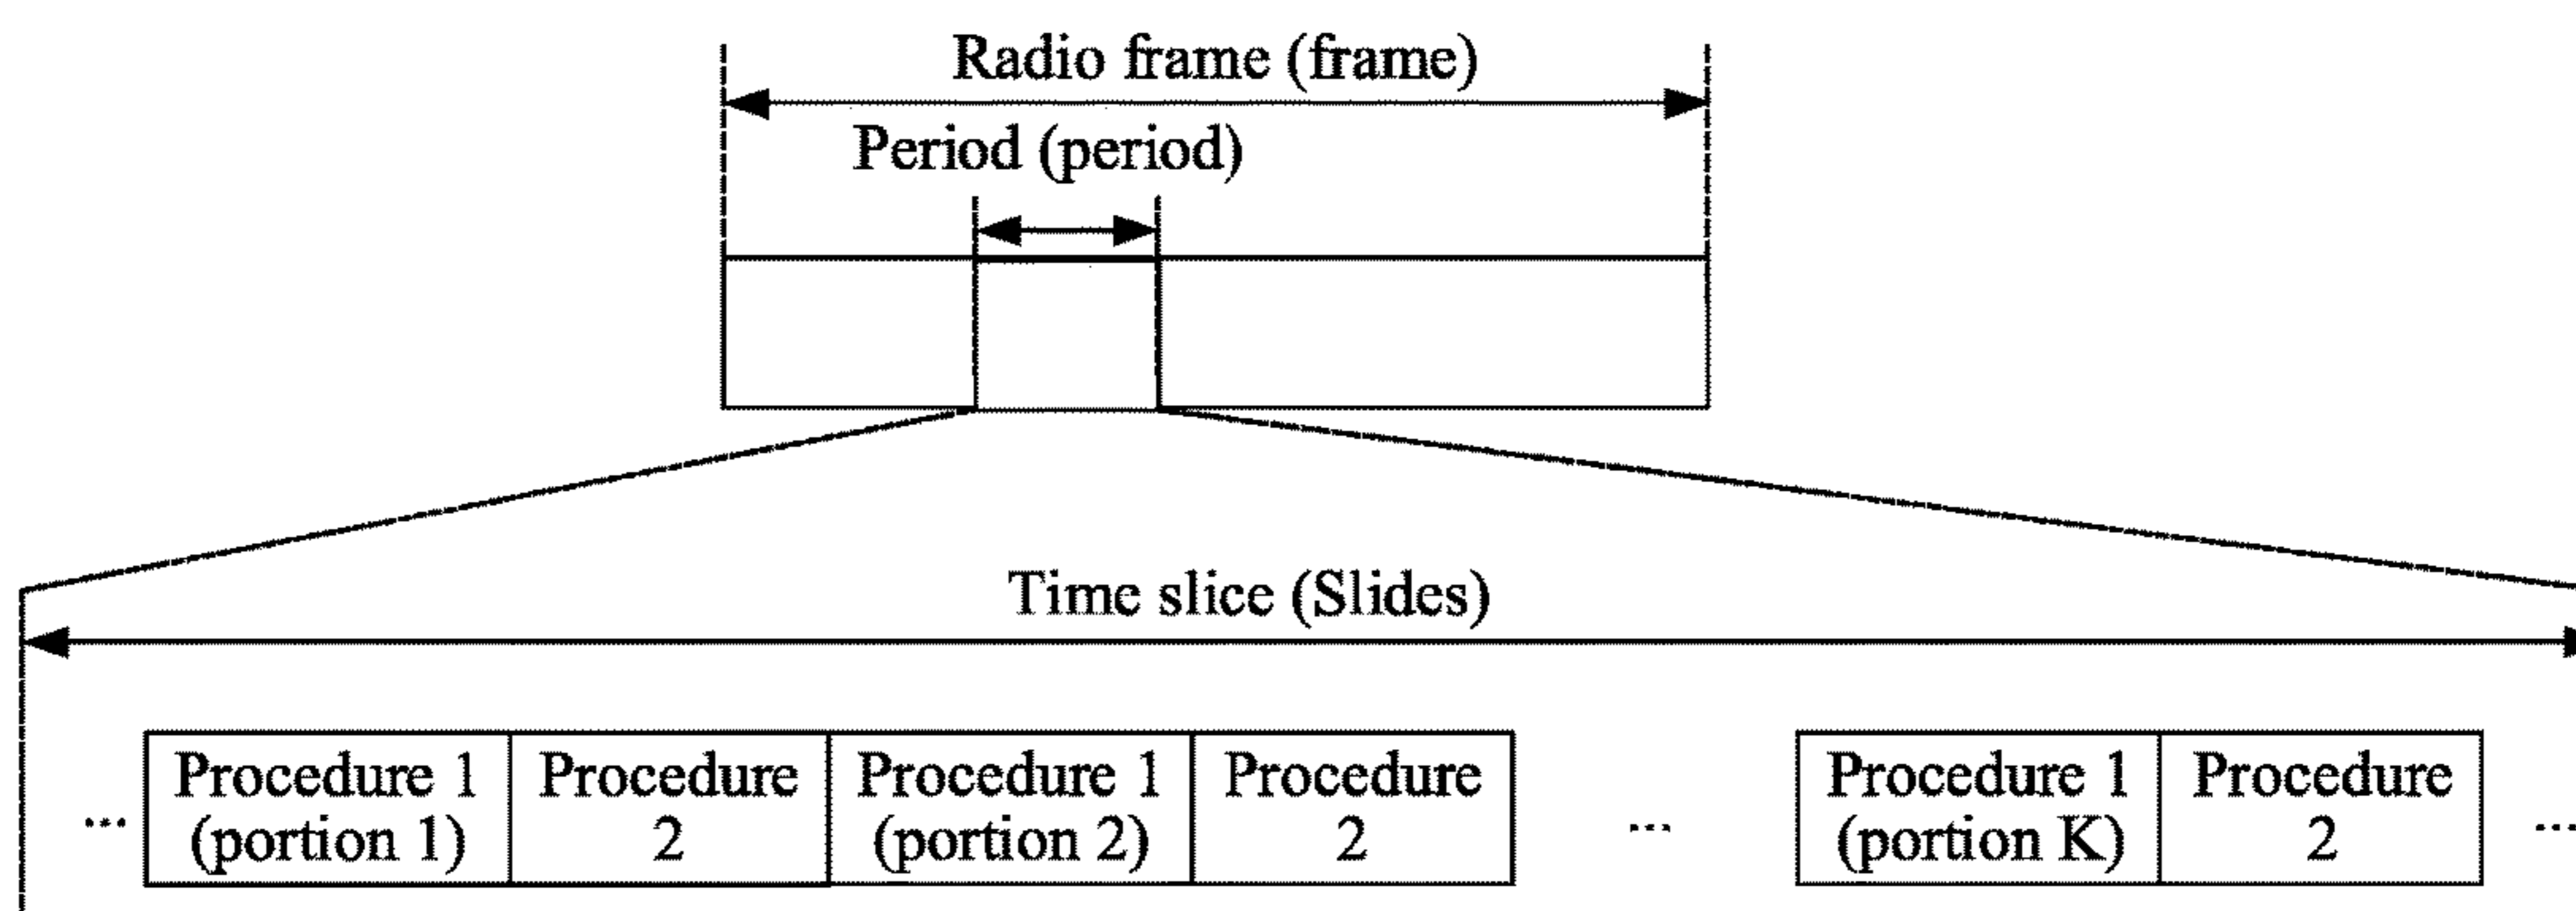 Radio frame (frame)
Period (period)
Time slice (Slides)
... Procedure 1 Procedure Procedure 1 Procedure ... Procedure 1 Procedure ...
(portion 1) 2 (portion 2) 2 (portion K) 2